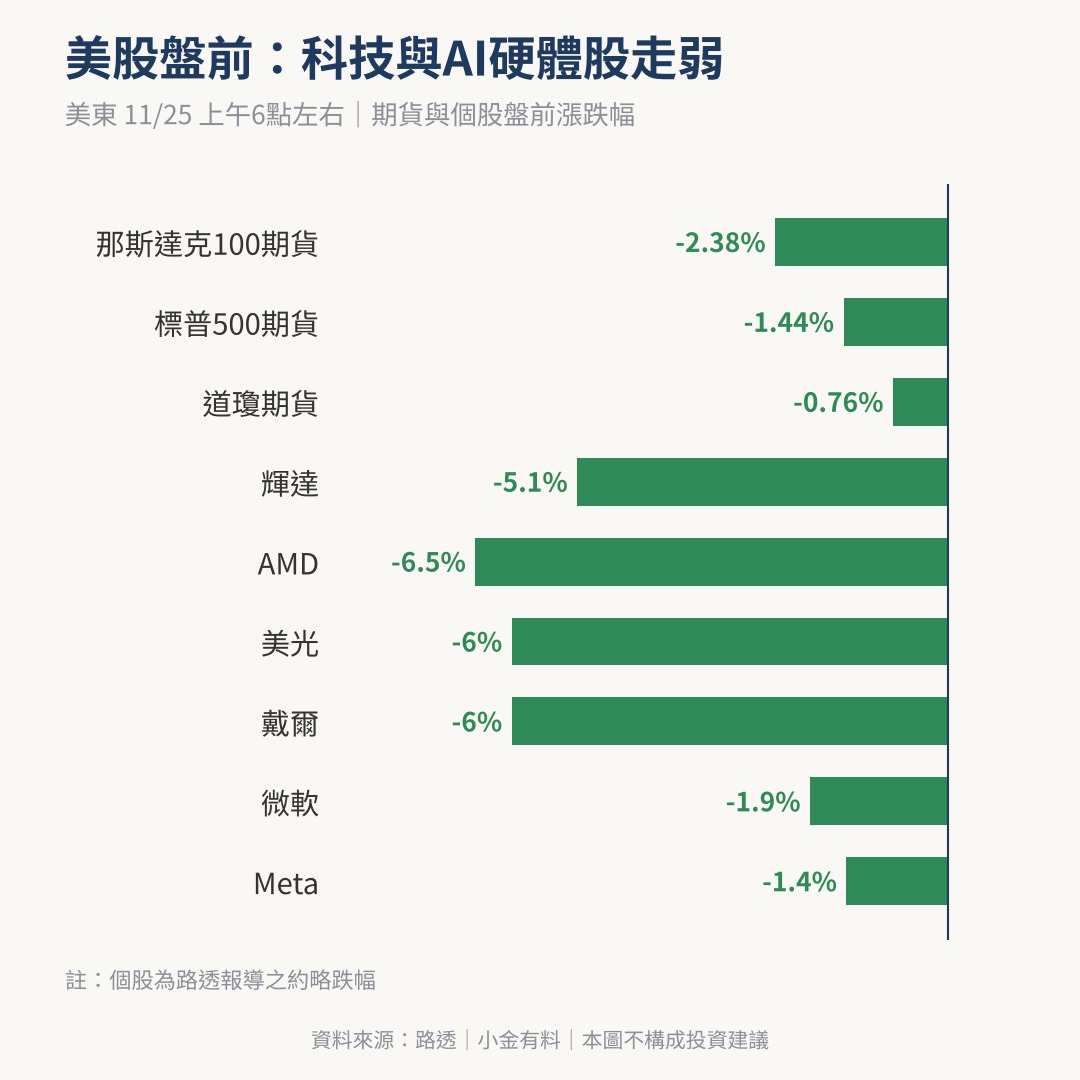 美股盤前：科技與AI硬體股走弱
美東 11/25 上午6點左右｜期貨與個股盤前漲跌幅
那斯達克100期貨 -2.38%
標普500期貨 -1.44%
道瓊期貨 -0.76%
輝達 -5.1%
AMD -6.5%
美光 -6%
戴爾 -6%
微軟 -1.9%
Meta -1.4%
註：個股為路透報導之約略跌幅
資料來源：路透｜小金有料｜本圖不構成投資建議